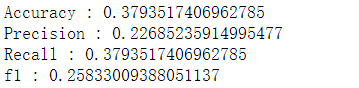 Accuracy : 0.3793517406962785
Precision : 0.22685235914995477
Recall : 0.3793517406962785
f1 : 0.25833009388051137